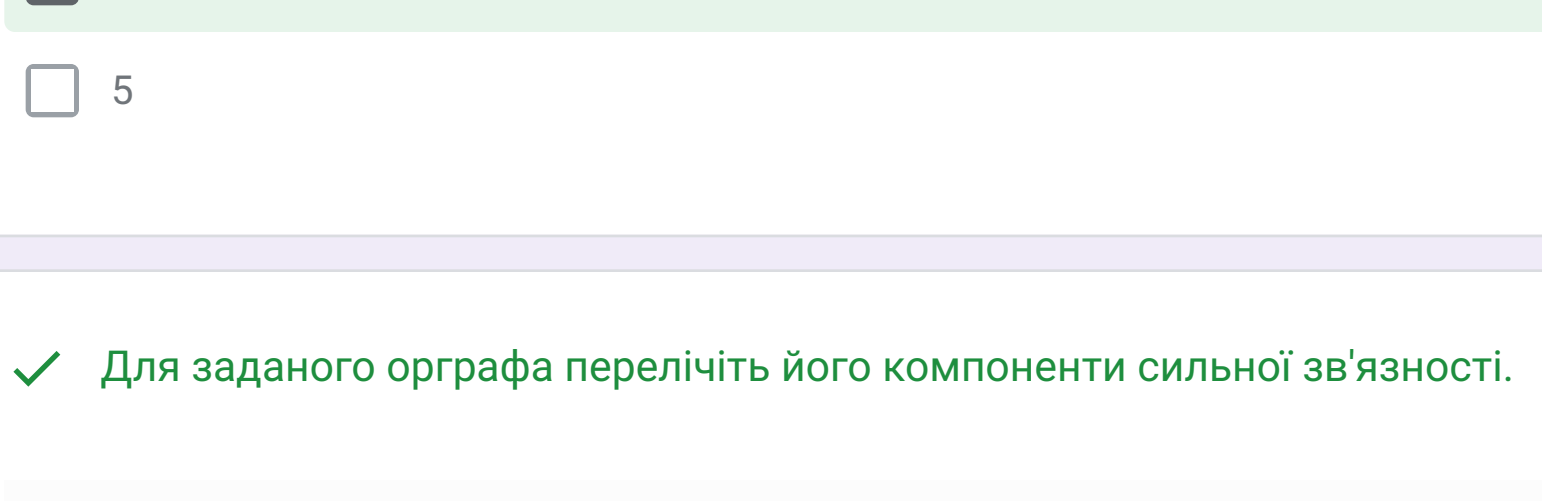 5
Для заданого орграфа перелічіть його компоненти сильної зв'язності.